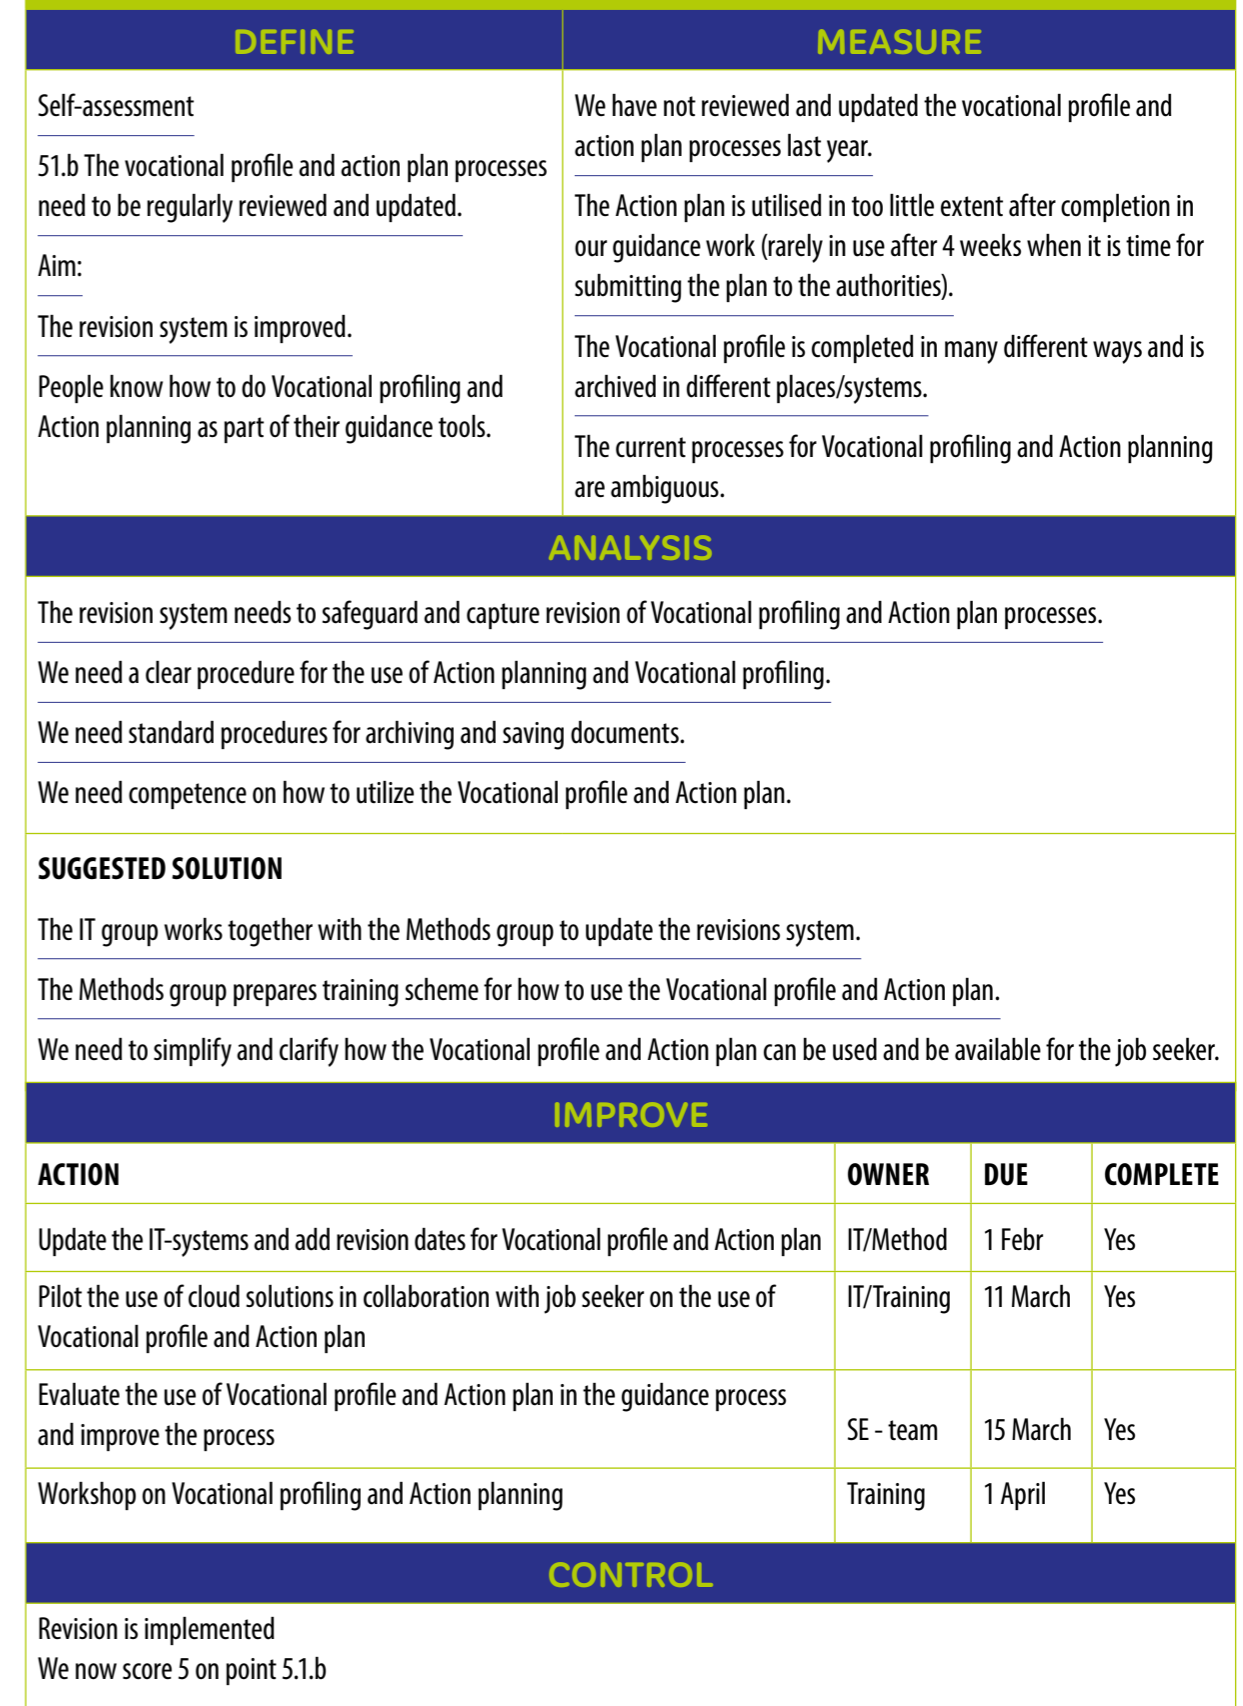 DEFINE
MEASURE
Self-assessment
51.b The vocational profile and action plan processes
need to be regularly reviewed and updated.
Aim:
The revision system is improved.
People know how to do Vocational profiling and
Action planning as part of their guidance tools.
We have not reviewed and updated the vocational profile and
action plan processes last year.
The Action plan is utilised in too little extent after completion in
our guidance work (rarely in use after 4 weeks when it is time for
submitting the plan to the authorities).
The Vocational profile is completed in many different ways and is
archived in different places/systems.
The current processes for Vocational profiling and Action planning
are ambiguous.
ANALYSIS
The revision system needs to safeguard and capture revision of Vocational profiling and Action plan processes.
We need a clear procedure for the use of Action planning and Vocational profiling.
We need standard procedures for archiving and saving documents.
We need competence on how to utilize the Vocational profile and Action plan.
SUGGESTED SOLUTION
The IT group works together with the Methods group to update the revisions system.
The Methods group prepares training scheme for how to use the Vocational profile and Action plan.
We need to simplify and clarify how the Vocational profile and Action plan can be used and be available for the job seeker.
IMPROVE
ACTION OWNER DUE COMPLETE
Update the IT-systems and add revision dates for Vocational profile and Action plan IT/Method 1 Febr Yes
Pilot the use of cloud solutions in collaboration with job seeker on the use of IT/Training 11 March Yes
Vocational profile and Action plan
Evaluate the use of Vocational profile and Action plan in the guidance process
and improve the process SE - team 15 March Yes
Workshop on Vocational profiling and Action planning Training 1 April Yes
CONTROL
Revision is implemented
We now score 5 on point 5.1.b